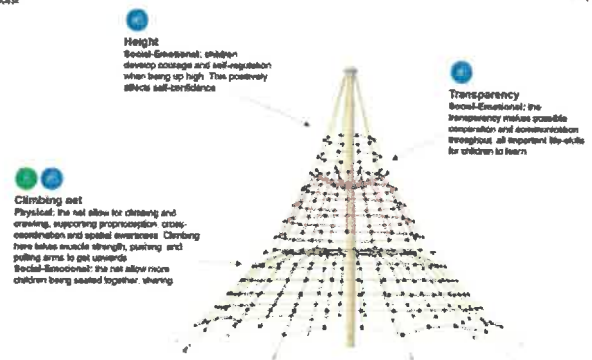 Height
Social-Emotional: children
develop courage and self-regulation
when being up high. This positively
affects self-confidence
Transparency
Social-Emotional: the
transparency makes possible
cooperation and communication
throughout, all important life-skills
for children to learn
Climbing net
Physical: the net allow for climbing and
crawling, supporting proprioception, cross-
coordination and spatial awareness. Climbing
here takes muscle strength, pushing and
pulling arms to get upwards
Social-Emotional: the net allow more
children being seated together, sharing